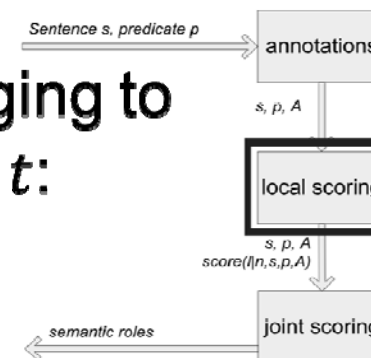 Sentence s, predicate p
annotations
ging to
s, p, A
t:
local scoring
s, p, A
score(l|n,s,p,A)
semantic roles
joint scoring